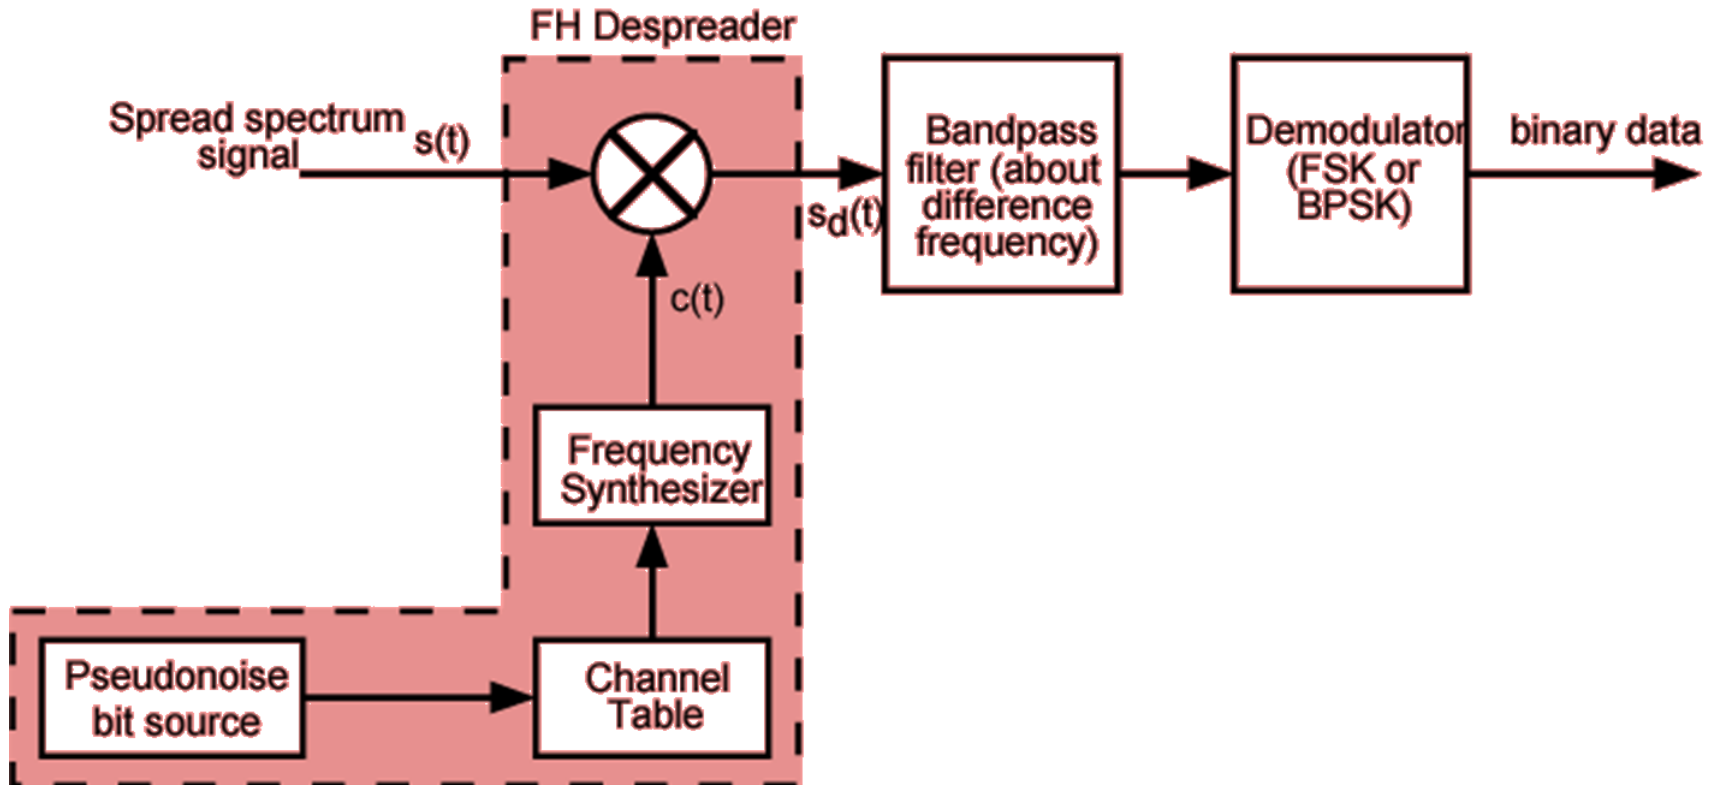 FH Despreader
Spread spectrum
signal
s(t)
Bandpass
filter (about
difference
frequency)
Demodulator
(FSK or
BPSK)
binary data
sd(t)
c(t)
Frequency
Synthesizer
Pseudonoise
bit source
Channel
Table